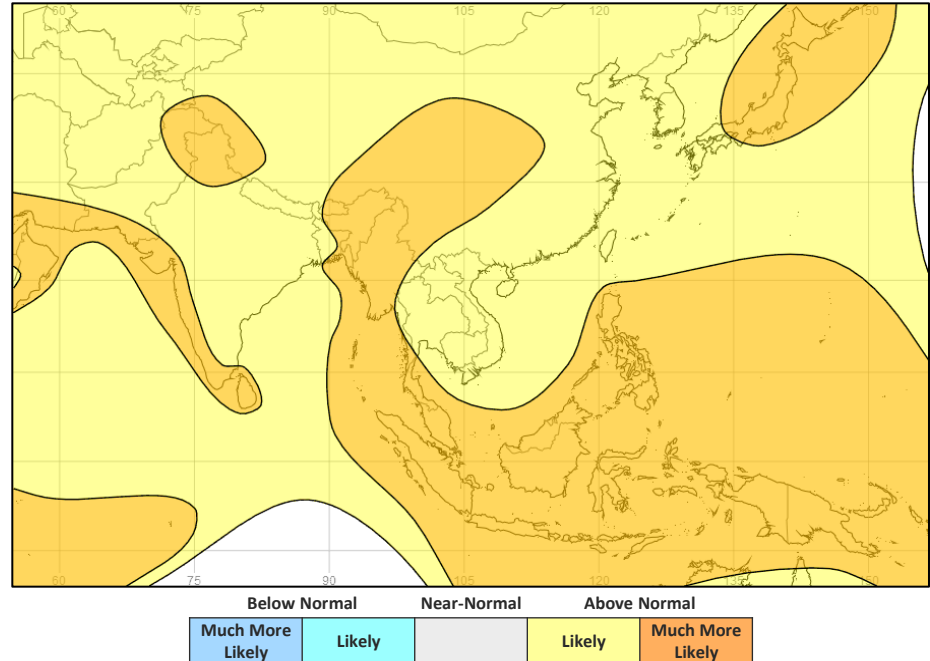 60 75 90 105 120 135 150
60 75 90 105 120 135 150
Below Normal Near-Normal Above Normal
Much More Likely Likely Much More
Likely Likely